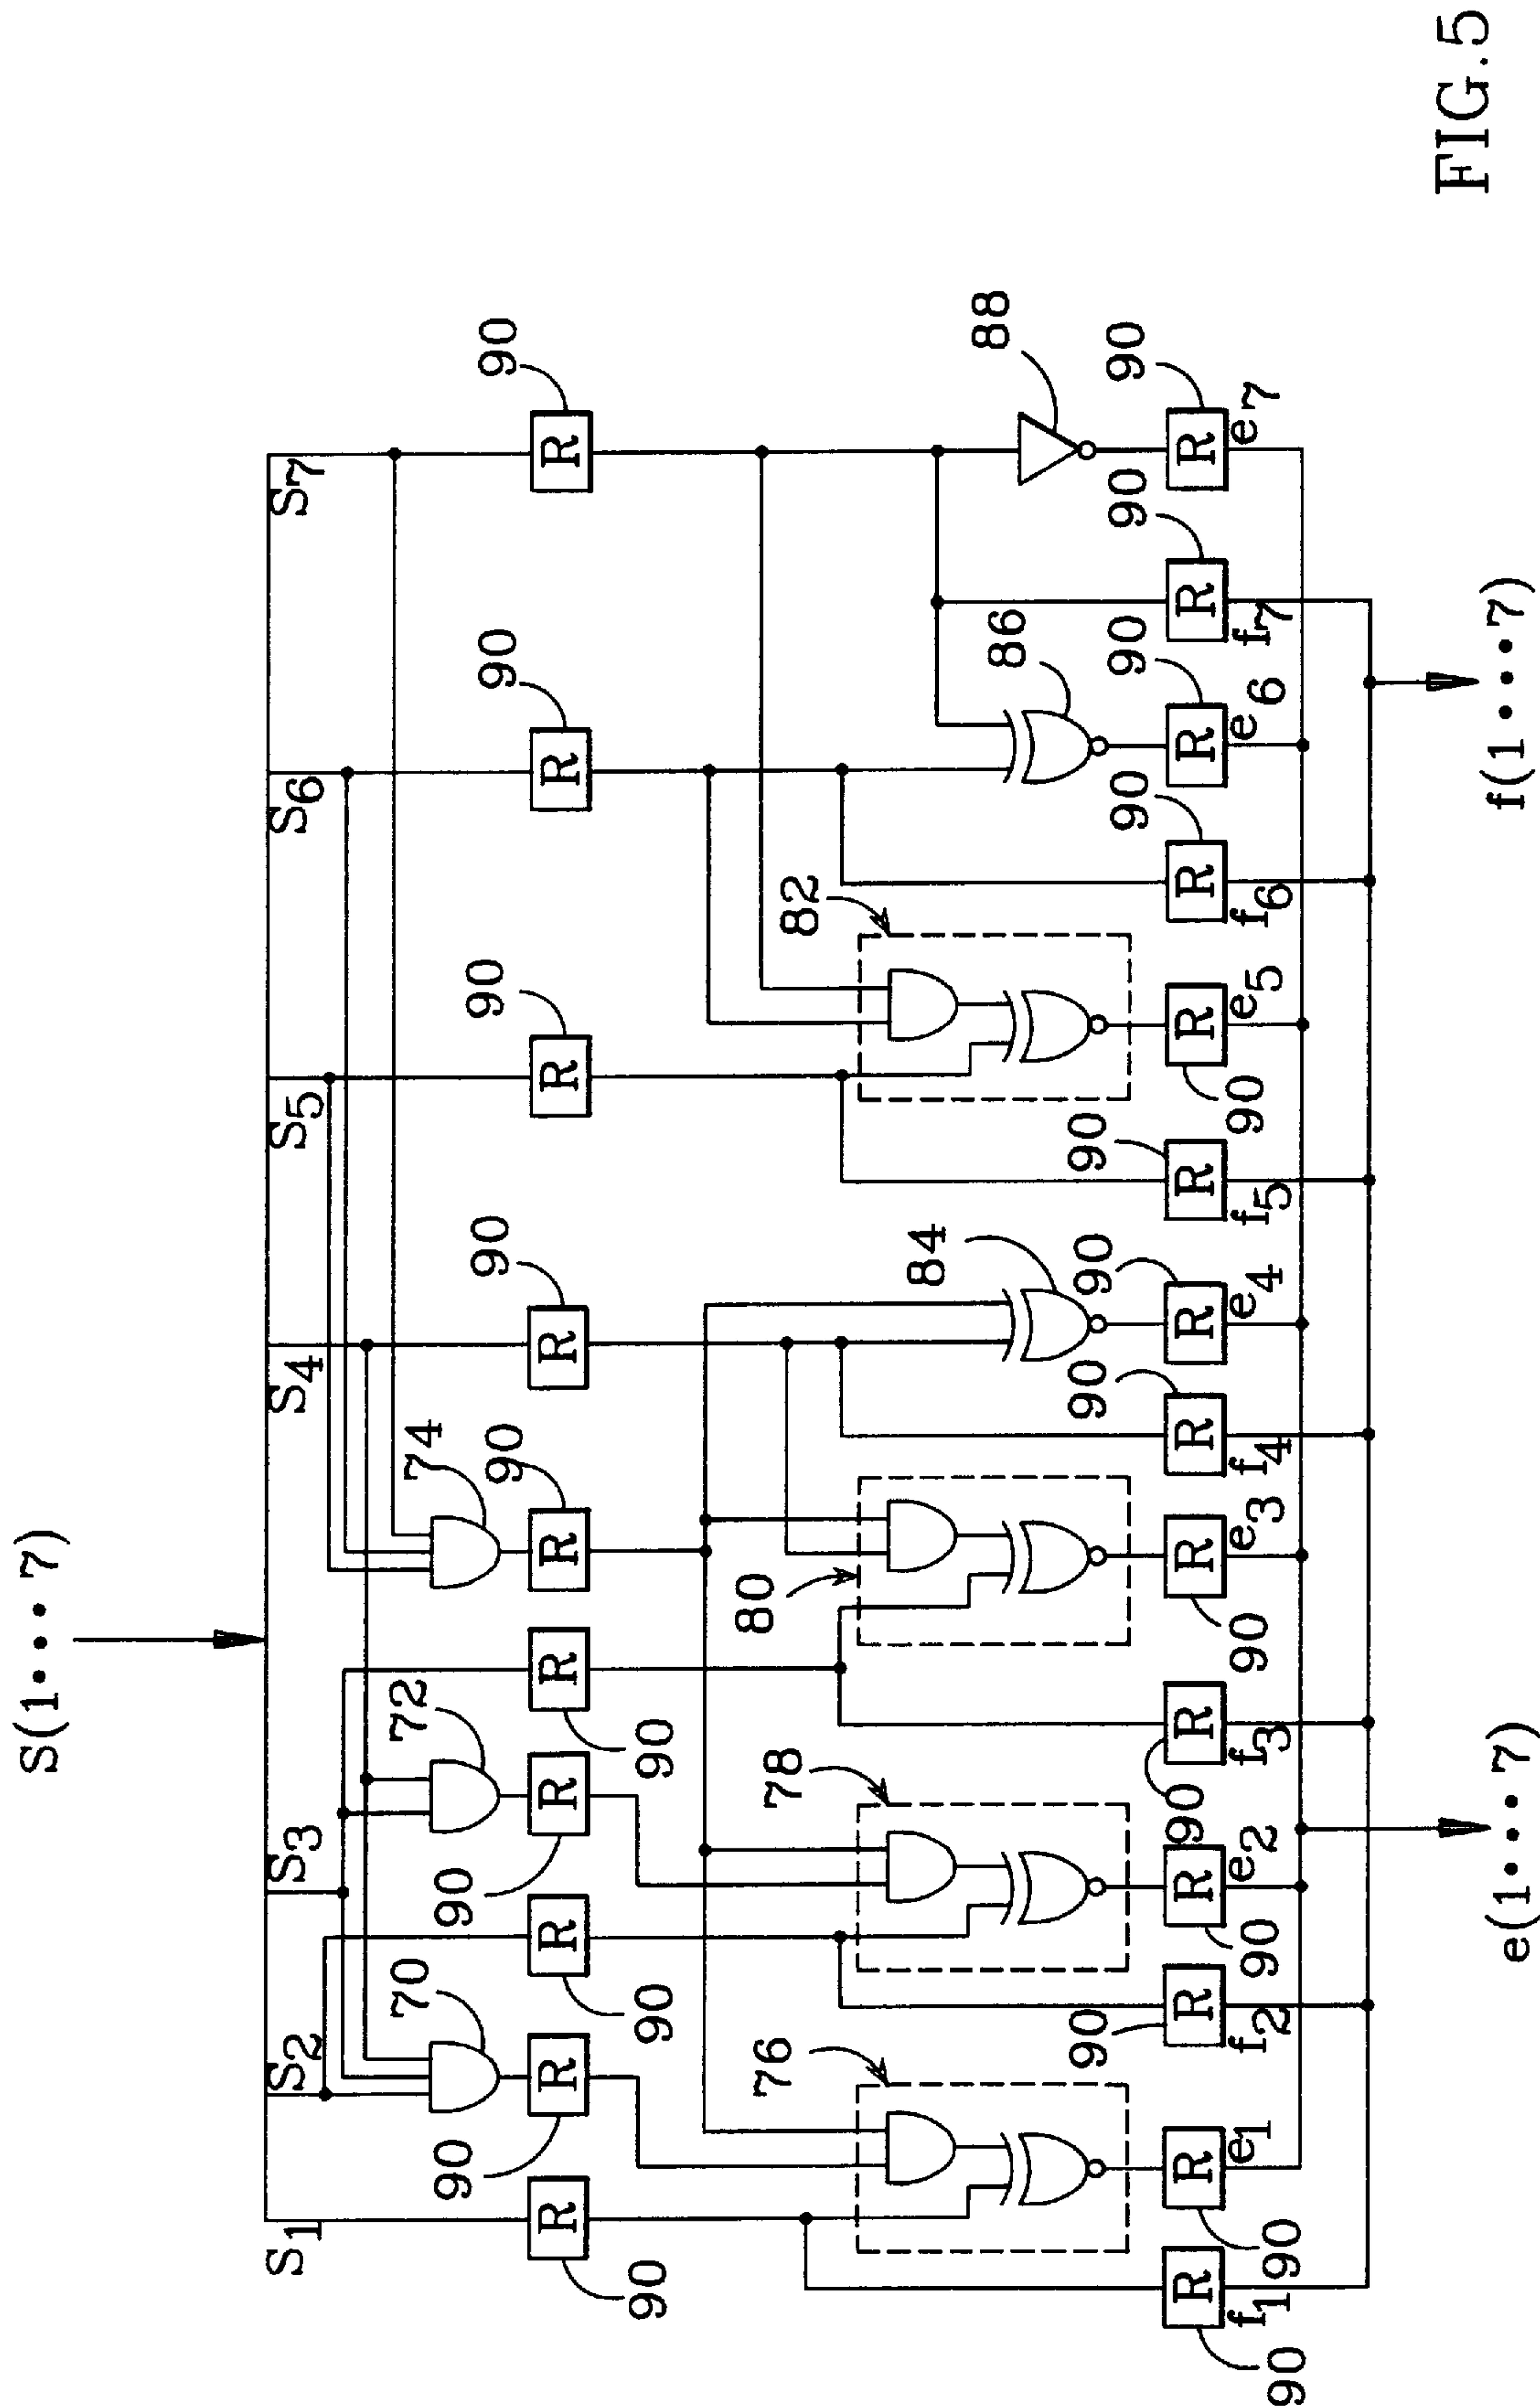 S(1•••7)
S1 S2 S3 S4 S5 S6 S7
70 72 74
90 90 90 90 90 90 90
R R R R R R R R R R
90 90 90
76 78 80 82
84 86 88
90 90 90 90 90 90 90 90
R R R R R R R R R R R R R R
f1 e1 f2 e2 f3 e3 f4 e4 f5 e5 f6 e6 f7 e7
90 90 90 90 90 90
e(1•••7) f(1•••7)
FIG.5